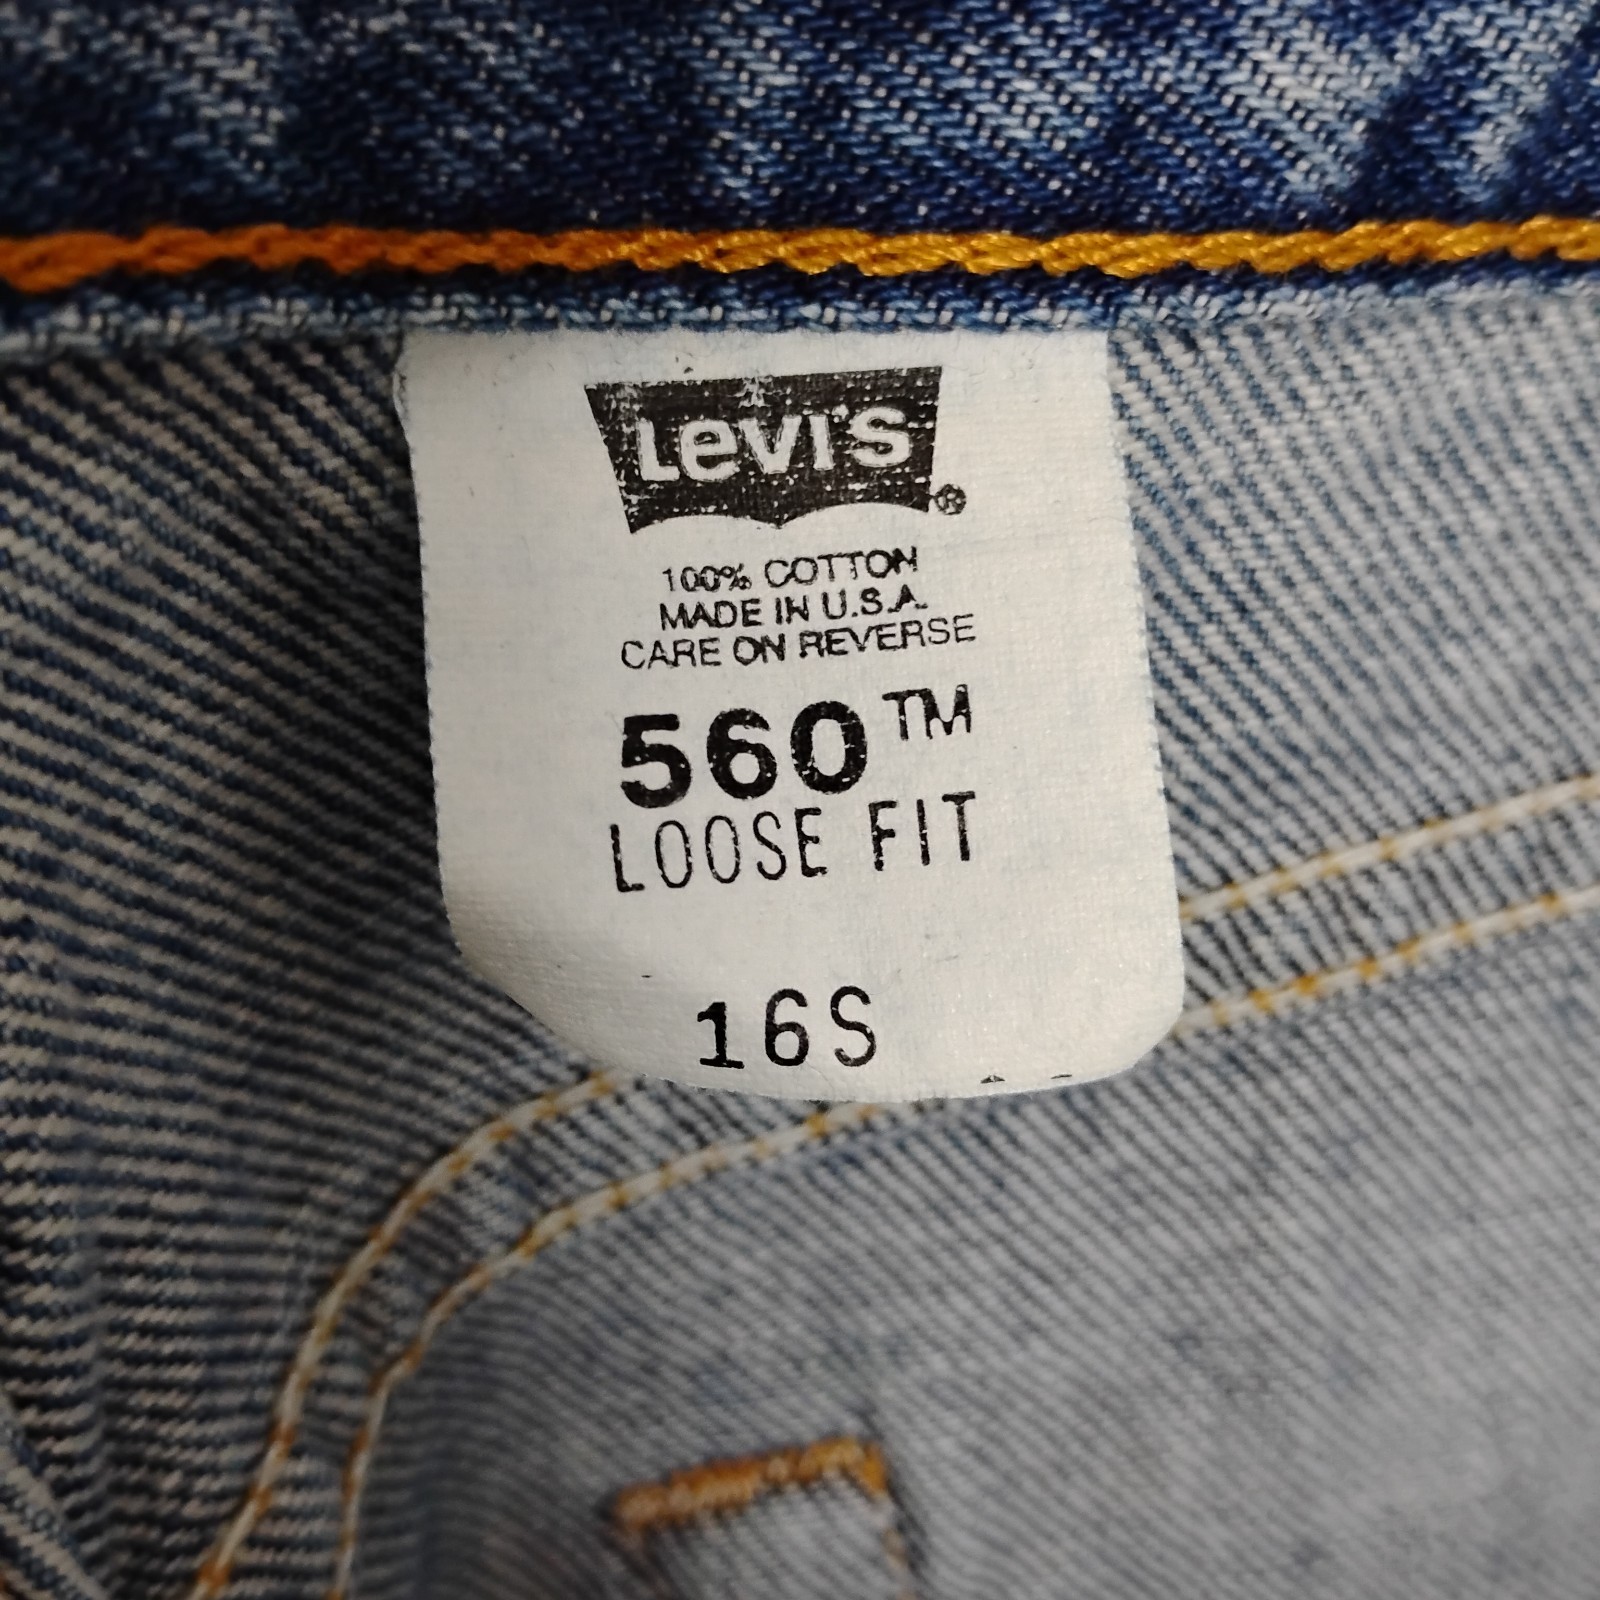 Levi's ®
100% COTTON
MADE IN U.S.A.
CARE ON REVERSE
560™
LOOSE FIT
16S